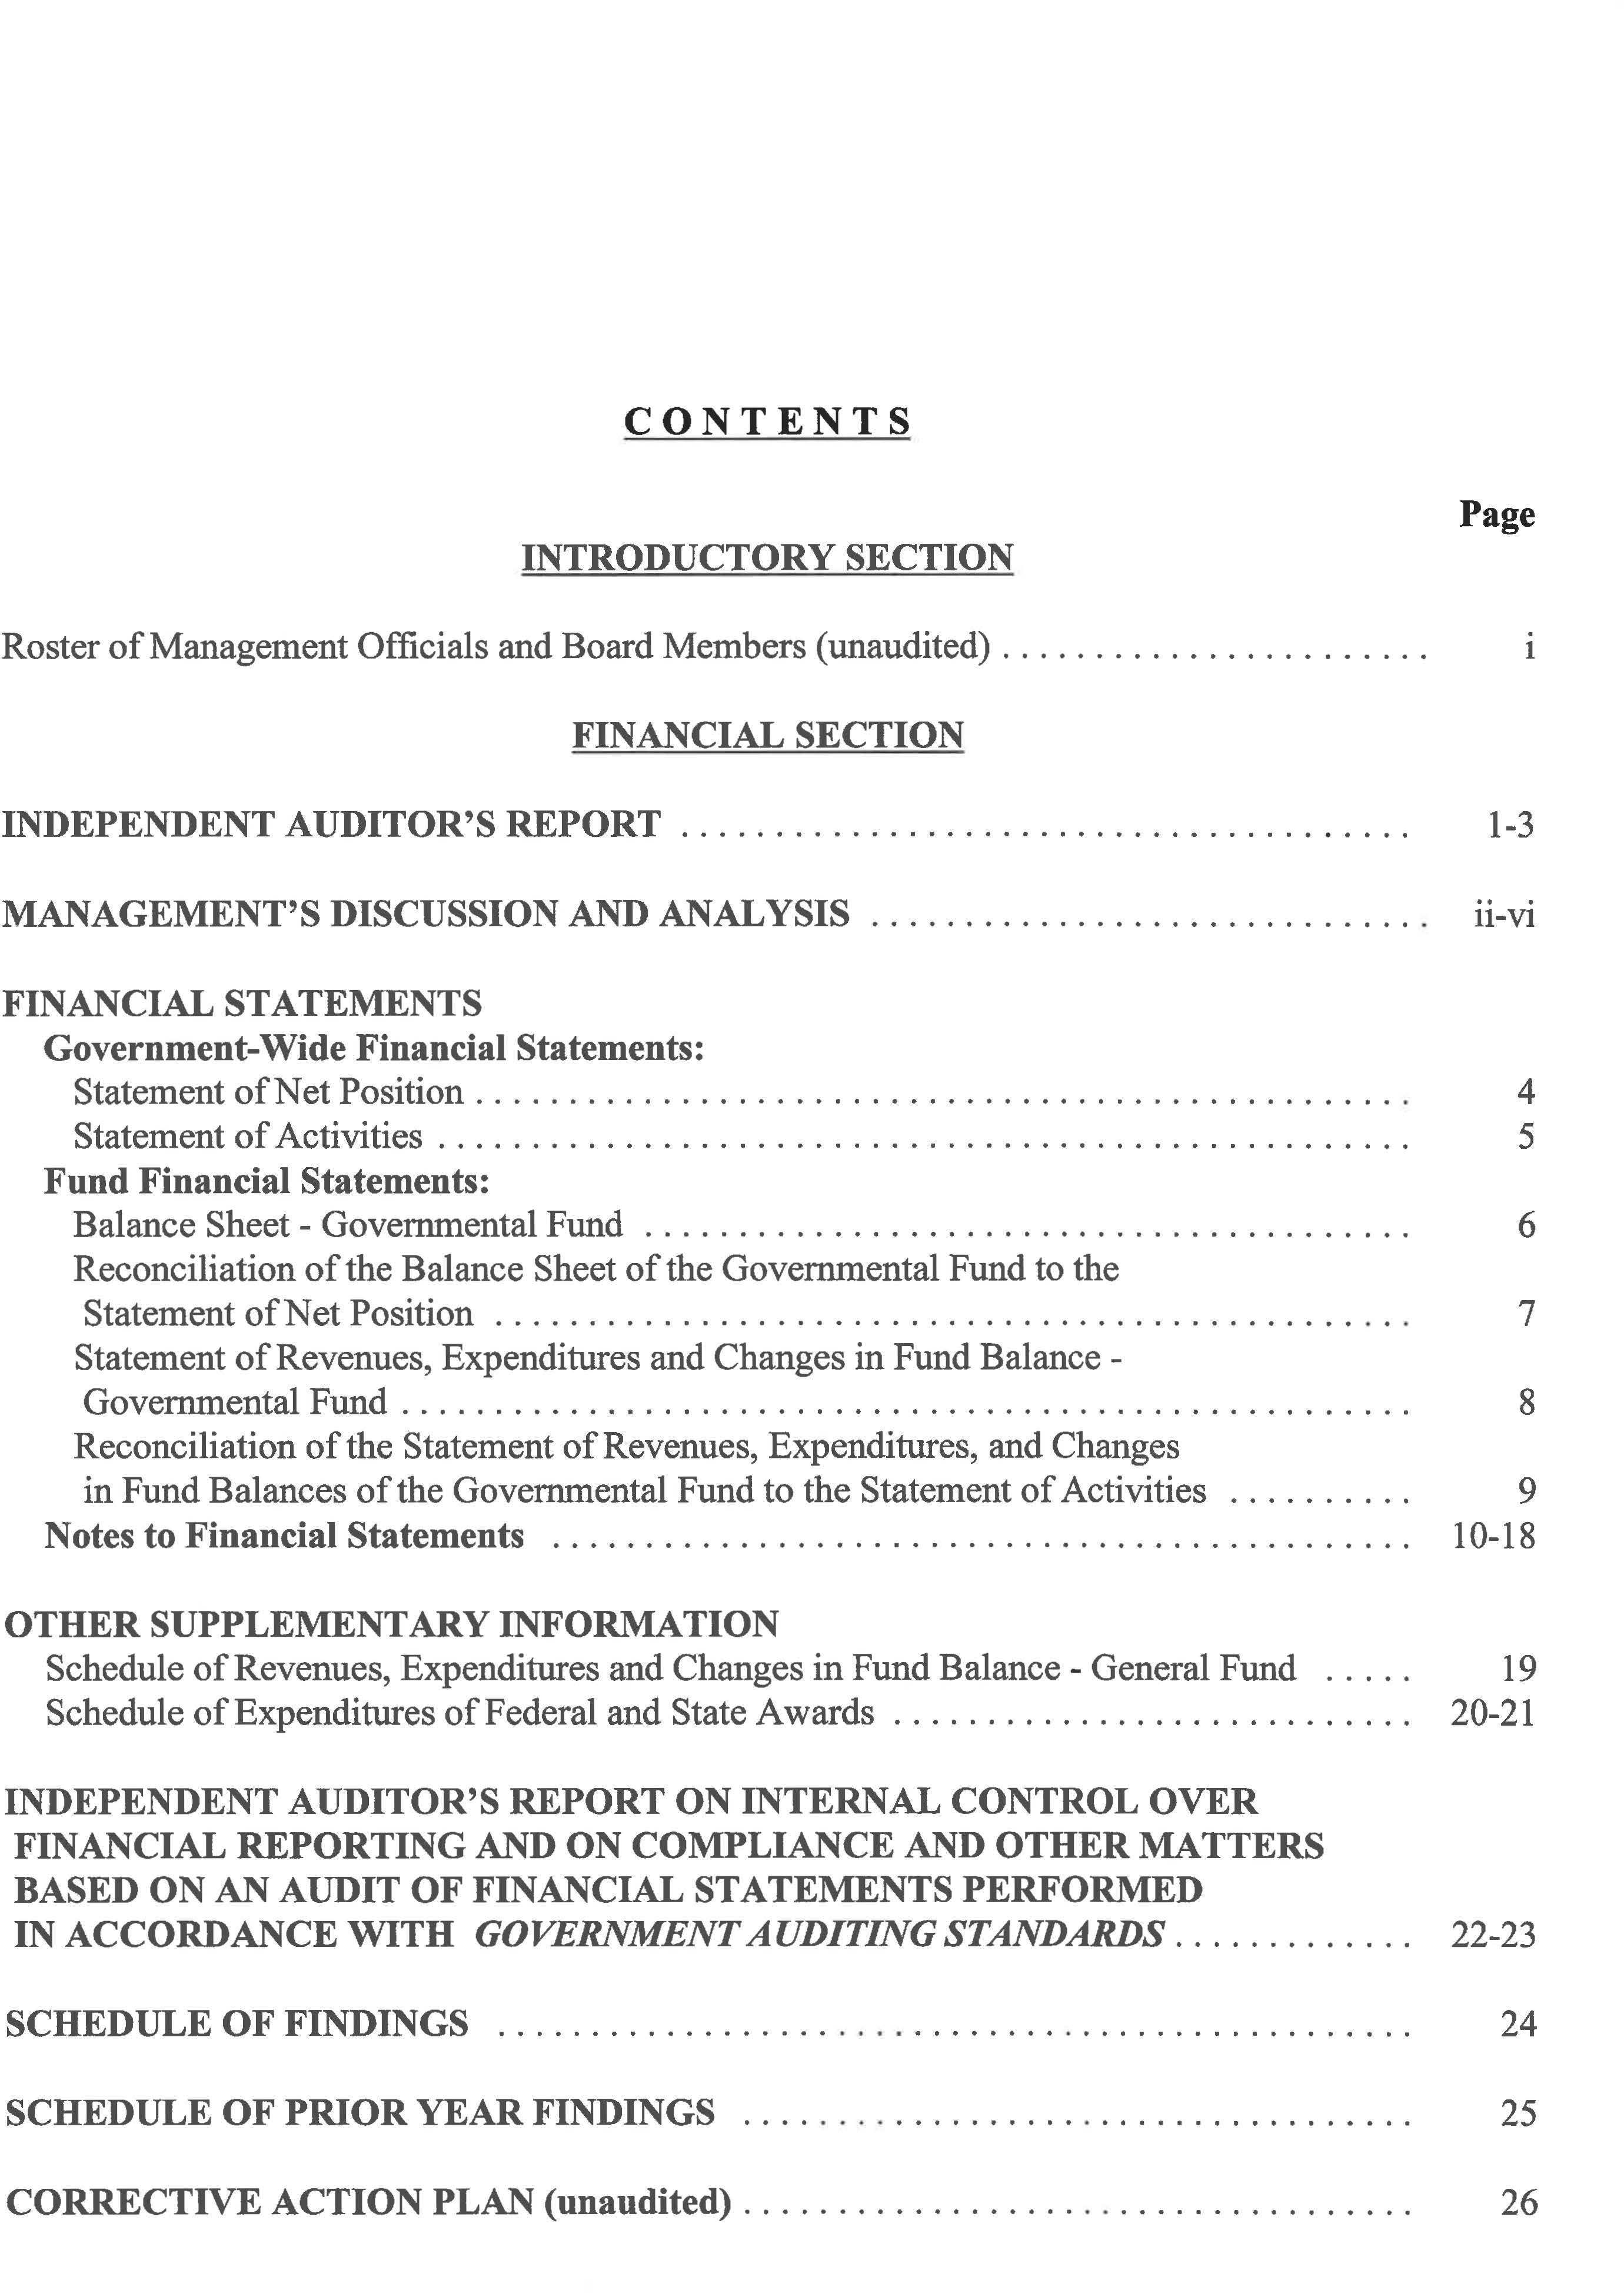 CONTENTS
Page
INTRODUCTORY SECTION
Roster of Management Officials and Board Members (unaudited) . . . . . . . . . . . . . . . . . . . . . . . i
FINANCIAL SECTION
INDEPENDENT AUDITOR'S REPORT . . . . . . . . . . . . . . . . . . . . . . . . . . . . . . . . . . . . . . . 1-3
MANAGEMENT'S DISCUSSION AND ANALYSIS . . . . . . . . . . . . . . . . . . . . . . . . . . . . . . ii-vi
FINANCIAL STATEMENTS
Government-Wide Financial Statements:
Statement of Net Position . . . . . . . . . . . . . . . . . . . . . . . . . . . . . . . . . . . . . . . . . . . . . . . . . . 4
Statement of Activities . . . . . . . . . . . . . . . . . . . . . . . . . . . . . . . . . . . . . . . . . . . . . . . . . . . . 5
Fund Financial Statements:
Balance Sheet - Governmental Fund . . . . . . . . . . . . . . . . . . . . . . . . . . . . . . . . . . . . . . . . . 6
Reconciliation of the Balance Sheet of the Governmental Fund to the
Statement of Net Position . . . . . . . . . . . . . . . . . . . . . . . . . . . . . . . . . . . . . . . . . . . . . . . . . 7
Statement of Revenues, Expenditures and Changes in Fund Balance -
Governmental Fund . . . . . . . . . . . . . . . . . . . . . . . . . . . . . . . . . . . . . . . . . . . . . . . . . . . . . . 8
Reconciliation of the Statement of Revenues, Expenditures, and Changes
in Fund Balances of the Governmental Fund to the Statement of Activities . . . . . . . . . . 9
Notes to Financial Statements . . . . . . . . . . . . . . . . . . . . . . . . . . . . . . . . . . . . . . . . . . . . . . 10-18
OTHER SUPPLEMENTARY INFORMATION
Schedule of Revenues, Expenditures and Changes in Fund Balance - General Fund . . . . . 19
Schedule of Expenditures of Federal and State Awards . . . . . . . . . . . . . . . . . . . . . . . . . . . . 20-21
INDEPENDENT AUDITOR'S REPORT ON INTERNAL CONTROL OVER
FINANCIAL REPORTING AND ON COMPLIANCE AND OTHER MATTERS
BASED ON AN AUDIT OF FINANCIAL STATEMENTS PERFORMED
IN ACCORDANCE WITH GOVERNMENT AUDITING STANDARDS . . . . . . . . . . . . . 22-23
SCHEDULE OF FINDINGS . . . . . . . . . . . . . . . . . . . . . . . . . . . . . . . . . . . . . . . . . . . . . . . . . 24
SCHEDULE OF PRIOR YEAR FINDINGS . . . . . . . . . . . . . . . . . . . . . . . . . . . . . . . . . . . . 25
CORRECTIVE ACTION PLAN (unaudited) . . . . . . . . . . . . . . . . . . . . . . . . . . . . . . . . . . . . 26